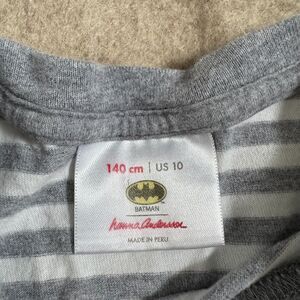 140 cm | US 10
BATMAN
hanna andersson
MADE IN PERU